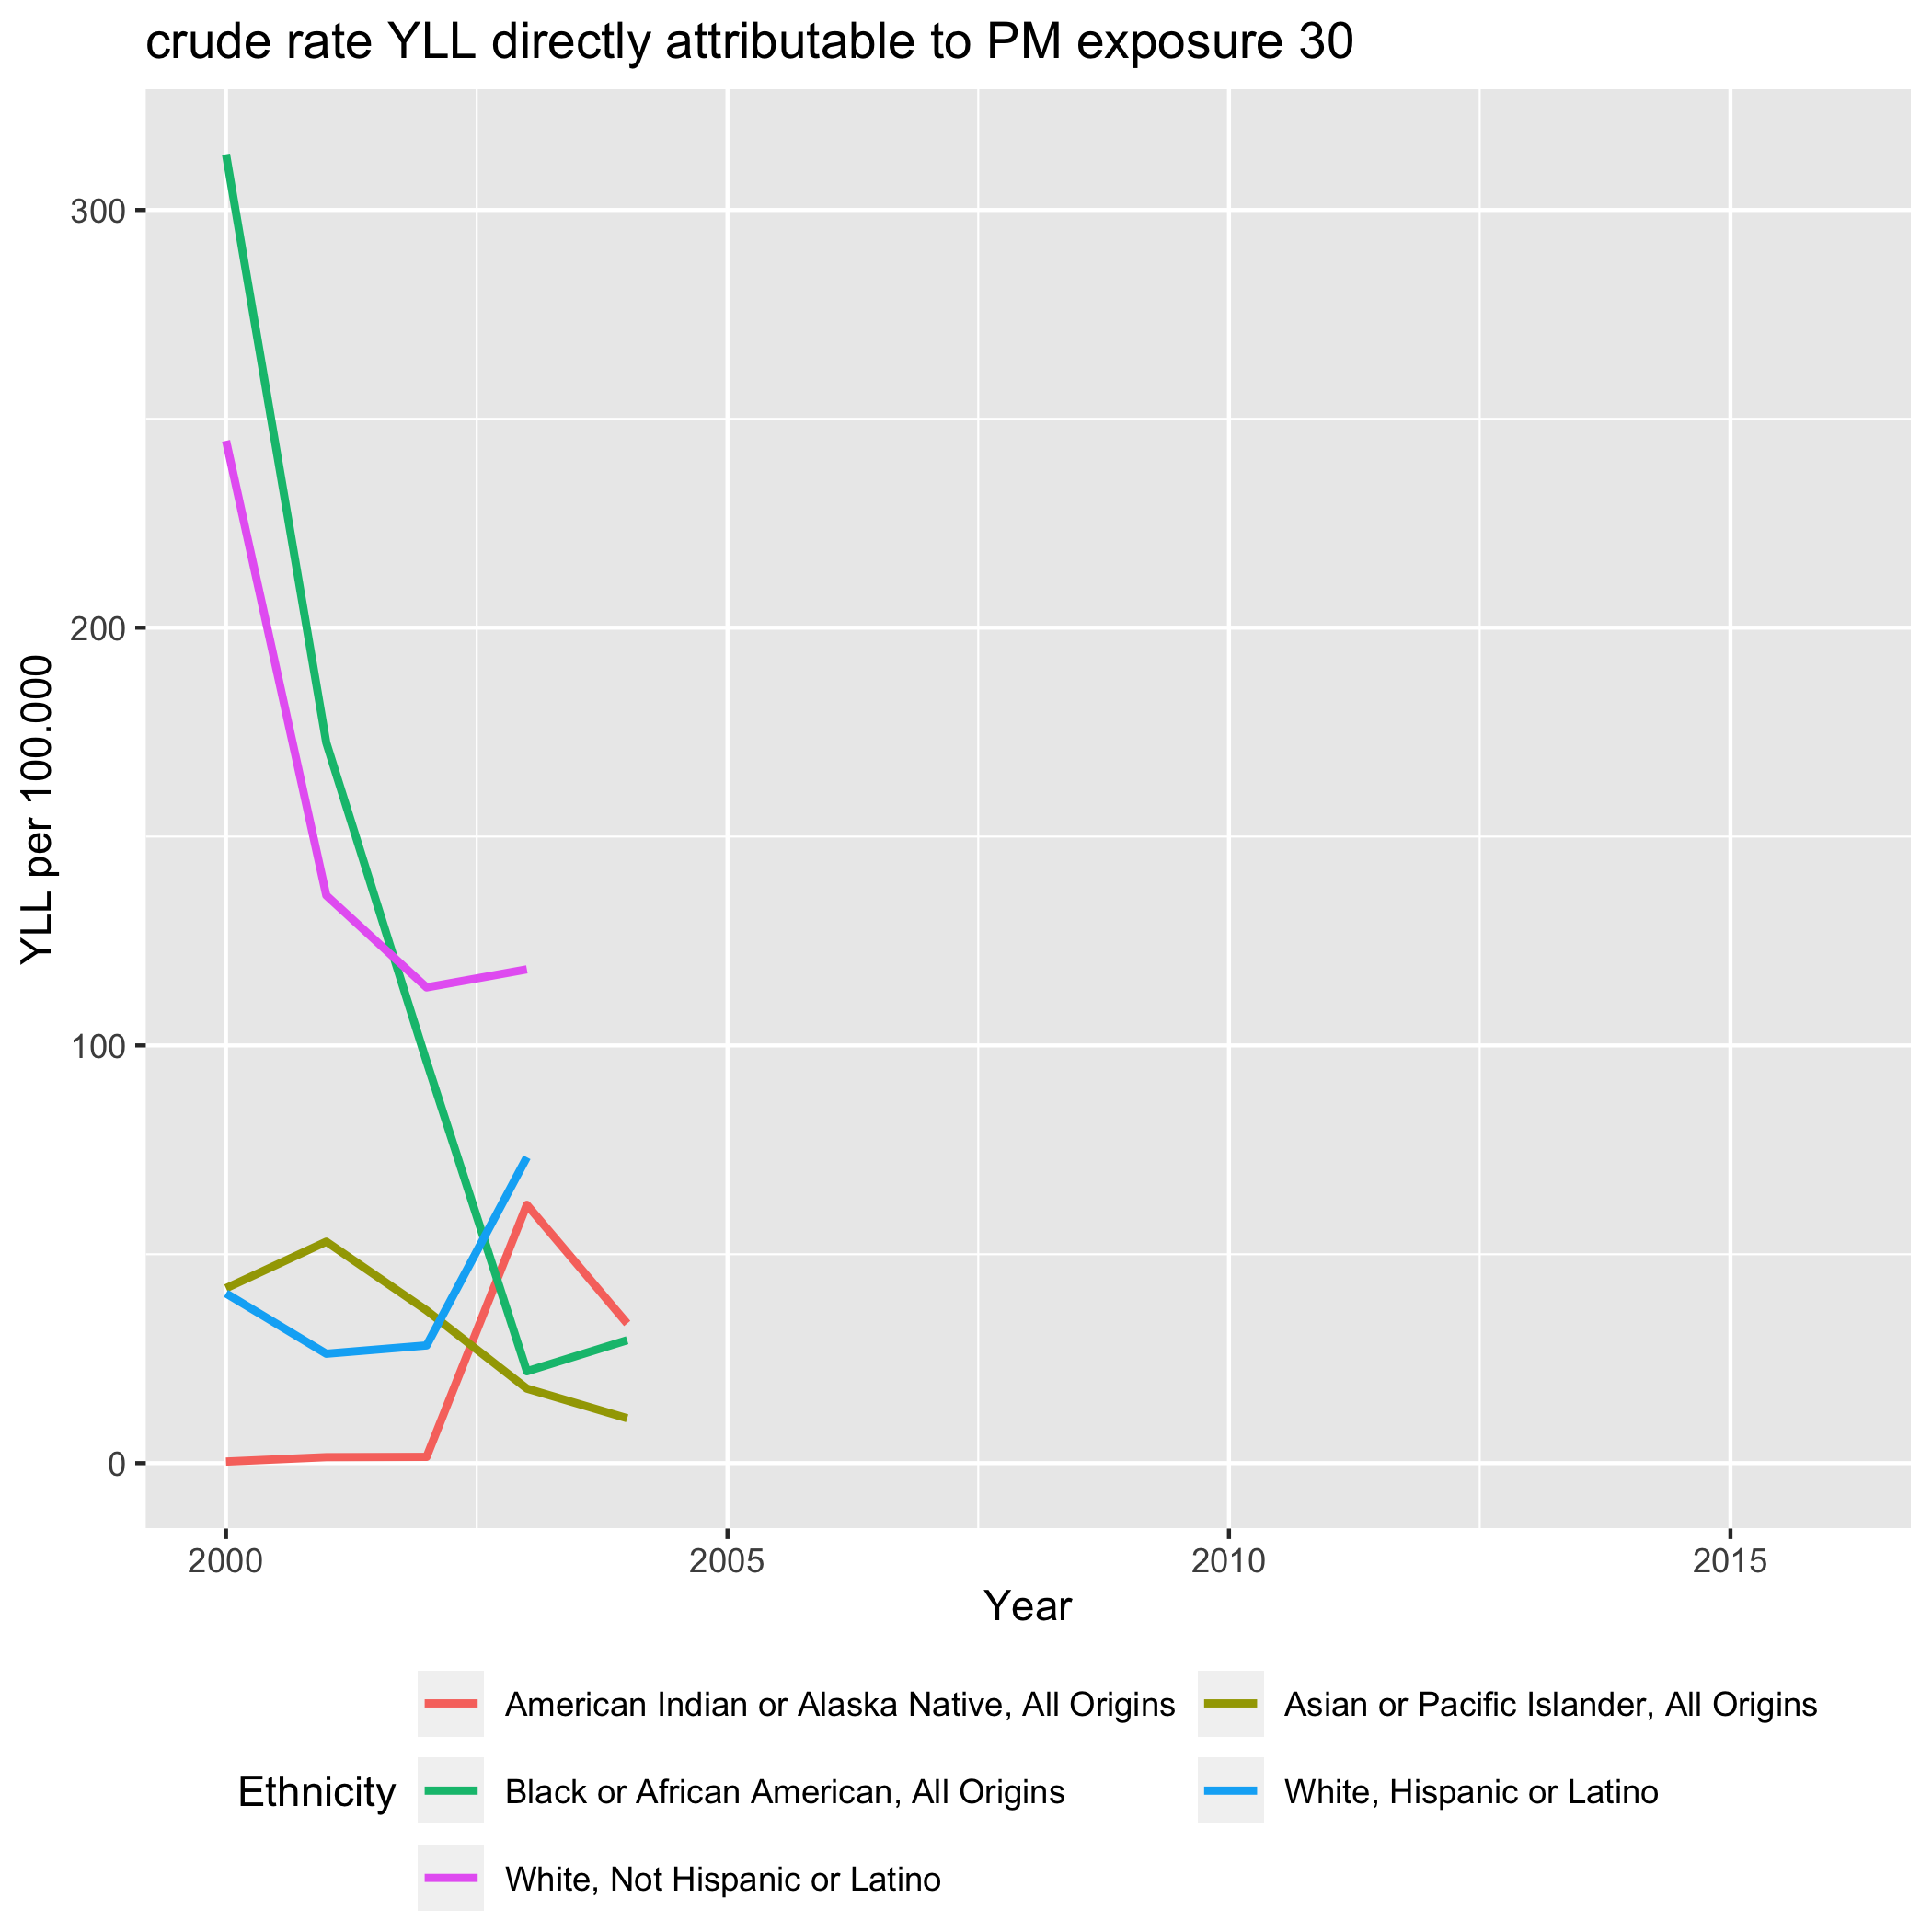 crude rate YLL directly attributable to PM exposure 30
YLL per 100.000
300
200
100
0
2000 2005 2010 2015
Year
Ethnicity
American Indian or Alaska Native, All Origins
Asian or Pacific Islander, All Origins
Black or African American, All Origins
White, Hispanic or Latino
White, Not Hispanic or Latino